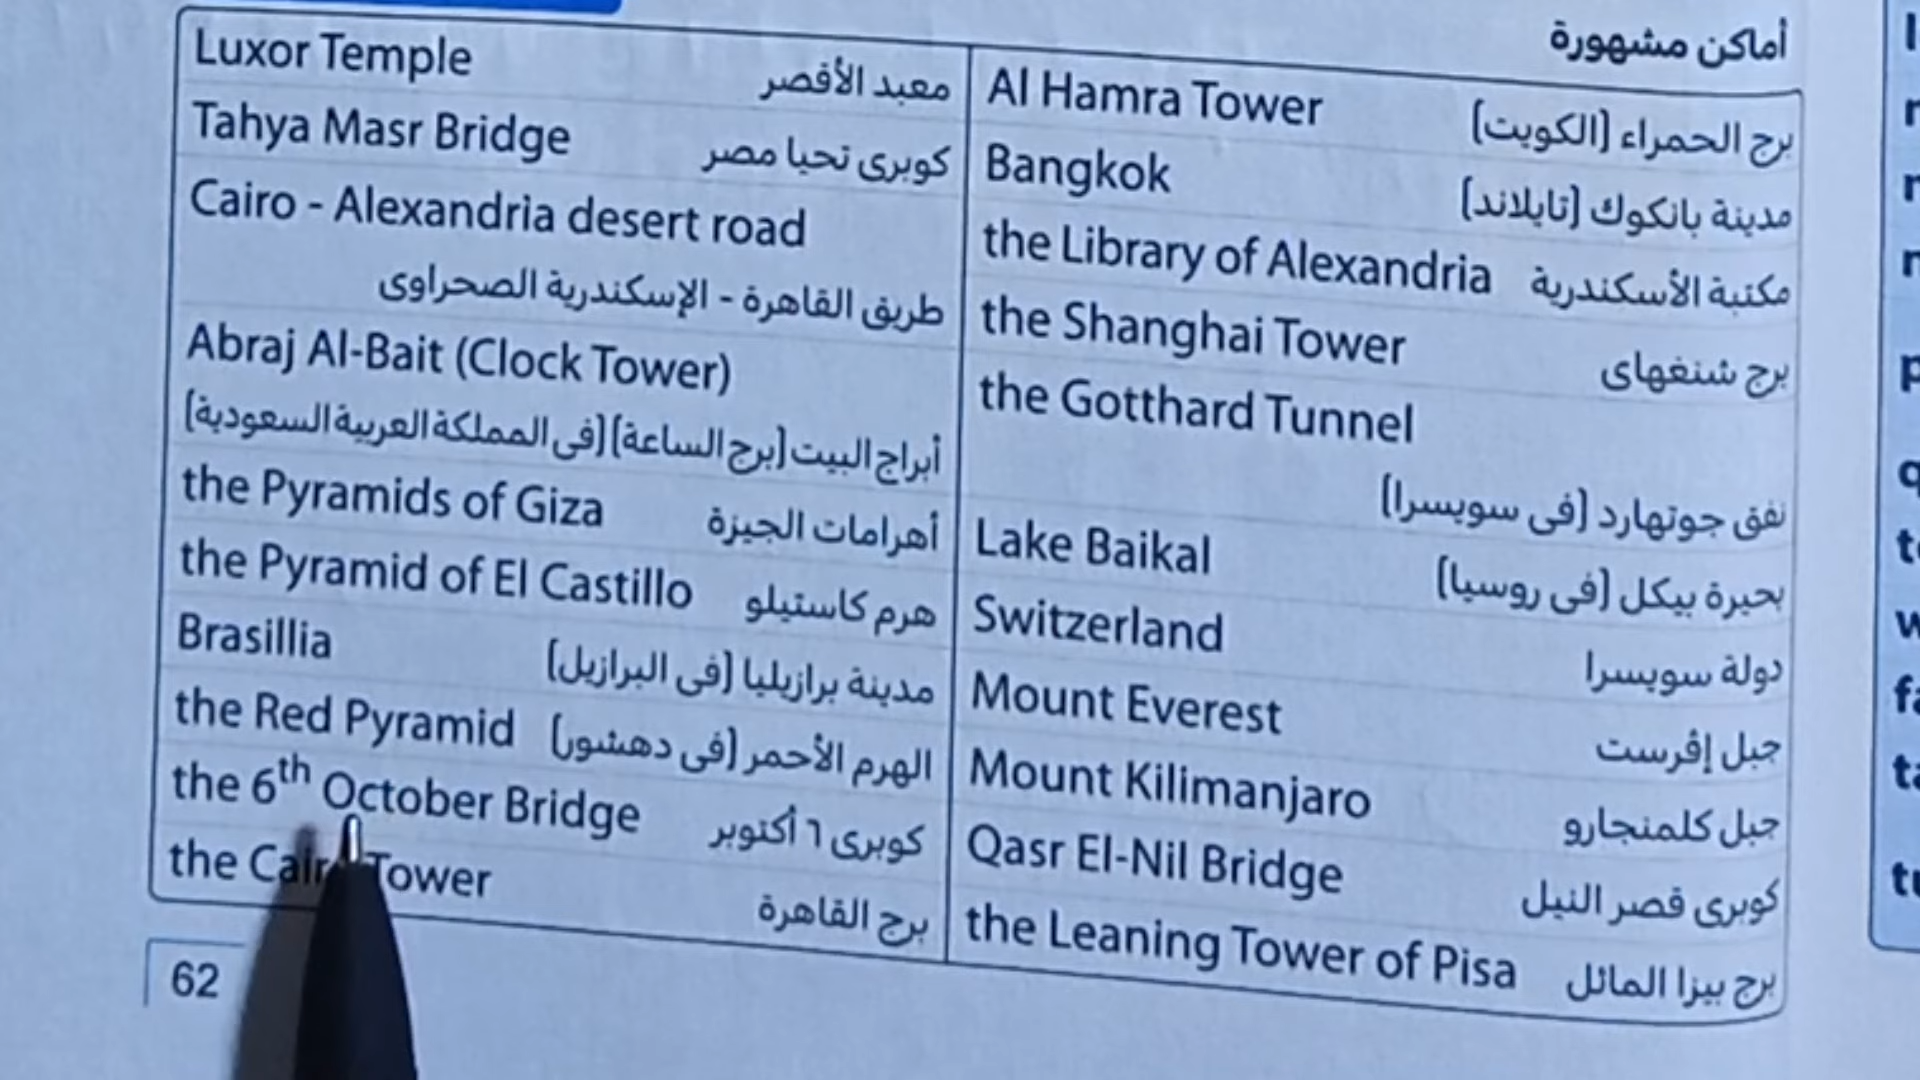 أماكن مشهورة
Luxor Temple معبد الأقصر
Tahya Masr Bridge كوبرى تحيا مصر
Cairo - Alexandria desert road
طريق القاهرة - الإسكندرية الصحراوى
Abraj Al-Bait (Clock Tower)
أبراج البيت (برج الساعة) (فى المملكة العربية السعودية)
the Pyramids of Giza أهرامات الجيزة
the Pyramid of El Castillo هرم كاستيلو
Brasillia مدينة برازيليا (فى البرازيل)
the Red Pyramid الهرم الأحمر (فى دهشور)
the 6th October Bridge كوبرى ٦ أكتوبر
the Tower برج القاهرة
Al Hamra Tower برج الحمراء (الكويت)
Bangkok مدينة بانكوك (تايلاند)
the Library of Alexandria مكتبة الأسكندرية
the Shanghai Tower برج شنغهاى
the Gotthard Tunnel
نفق جوتهارد (فى سويسرا)
Lake Baikal بحيرة بيكل (فى روسيا)
Switzerland دولة سويسرا
Mount Everest جبل إفرست
Mount Kilimanjaro جبل كلمنجارو
Qasr El-Nil Bridge كوبرى قصر النيل
the Leaning Tower of Pisa برج بيزا المائل
62